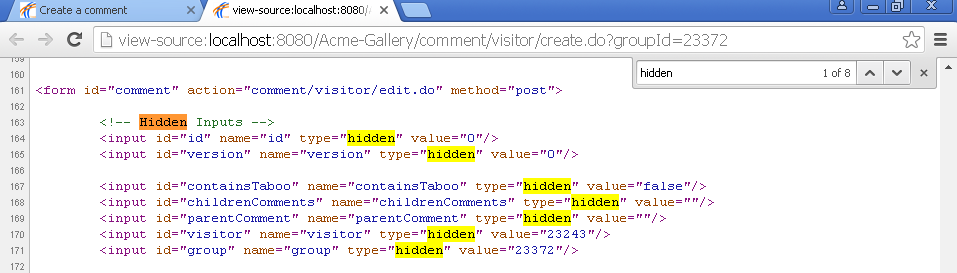 Create a comment
view-source:localhost:8080/
view-source:localhost:8080/Acme-Gallery/comment/visitor/create.do?groupId=23372
hidden 1 of 8
159
160
161 <form id="comment" action="comment/visitor/edit.do" method="post">
162
163 <!-- Hidden Inputs -->
164 <input id="id" name="id" type="hidden" value="0"/>
165 <input id="version" name="version" type="hidden" value="0"/>
166
167 <input id="containsTaboo" name="containsTaboo" type="hidden" value="false"/>
168 <input id="childrenComments" name="childrenComments" type="hidden" value=""/>
169 <input id="parentComment" name="parentComment" type="hidden" value=""/>
170 <input id="visitor" name="visitor" type="hidden" value="23243"/>
171 <input id="group" name="group" type="hidden" value="23372"/>
172